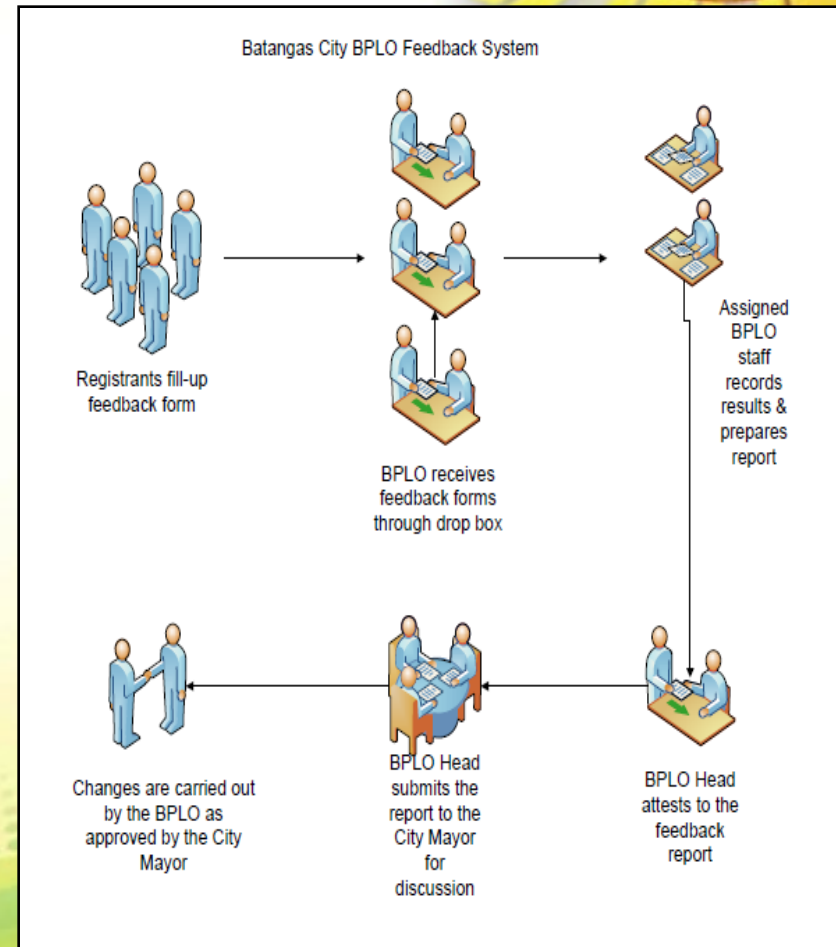 Batangas City BPLO Feedback System
Registrants fill-up
feedback form
BPLO receives
feedback forms
through drop box
Assigned
BPLO
staff
records
results &
prepares
report
BPLO Head
attests to the
feedback
report
BPLO Head
submits the
report to the
City Mayor
for
discussion
Changes are carried out
by the BPLO as
approved by the City
Mayor